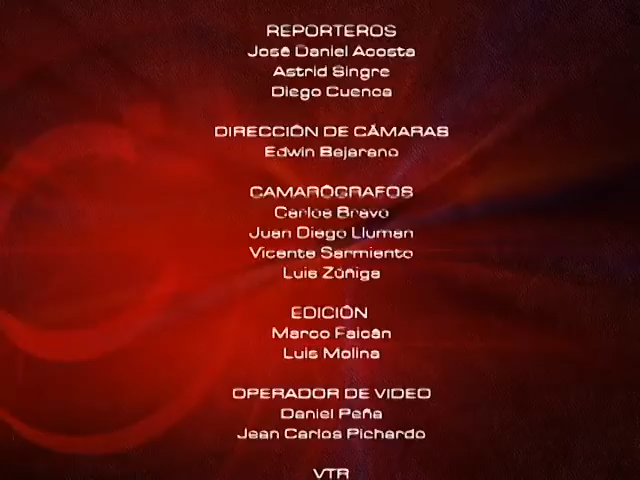 REPORTEROS
José Daniel Acosta
Astrid Singre
Diego Cuenca
DIRECCIÓN DE CÁMARAS
Edwin Bejarano
CAMARÓGRAFOS
Carlos Bravo
Juan Diego Lluman
Vicente Sarmiento
Luis Zúñiga
EDICIÓN
Marco Faicán
Luis Molina
OPERADOR DE VIDEO
Daniel Peña
Jean Carlos Pichardo
VTR